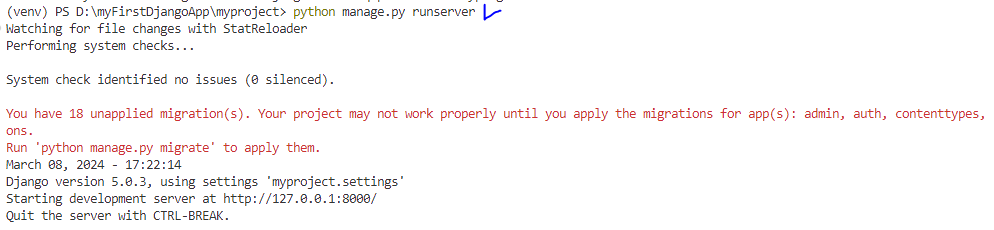 (venv) PS D:\myFirstDjangoApp\myproject> python manage.py runserver
Watching for file changes with StatReloader
Performing system checks...
System check identified no issues (0 silenced).
You have 18 unapplied migration(s). Your project may not work properly until you apply the migrations for app(s): admin, auth, contenttypes,
ons.
Run 'python manage.py migrate' to apply them.
March 08, 2024 - 17:22:14
Django version 5.0.3, using settings 'myproject.settings'
Starting development server at http://127.0.0.1:8000/
Quit the server with CTRL-BREAK.